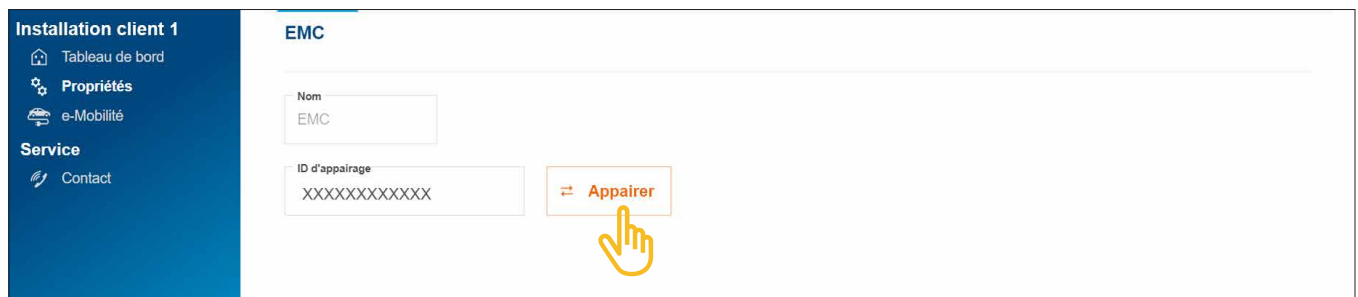 Installation client 1
Tableau de bord
Propriétés
e-Mobilité
Service
Contact
EMC
Nom
EMC
ID d'appairage
XXXXXXXXXXXX
Appairer